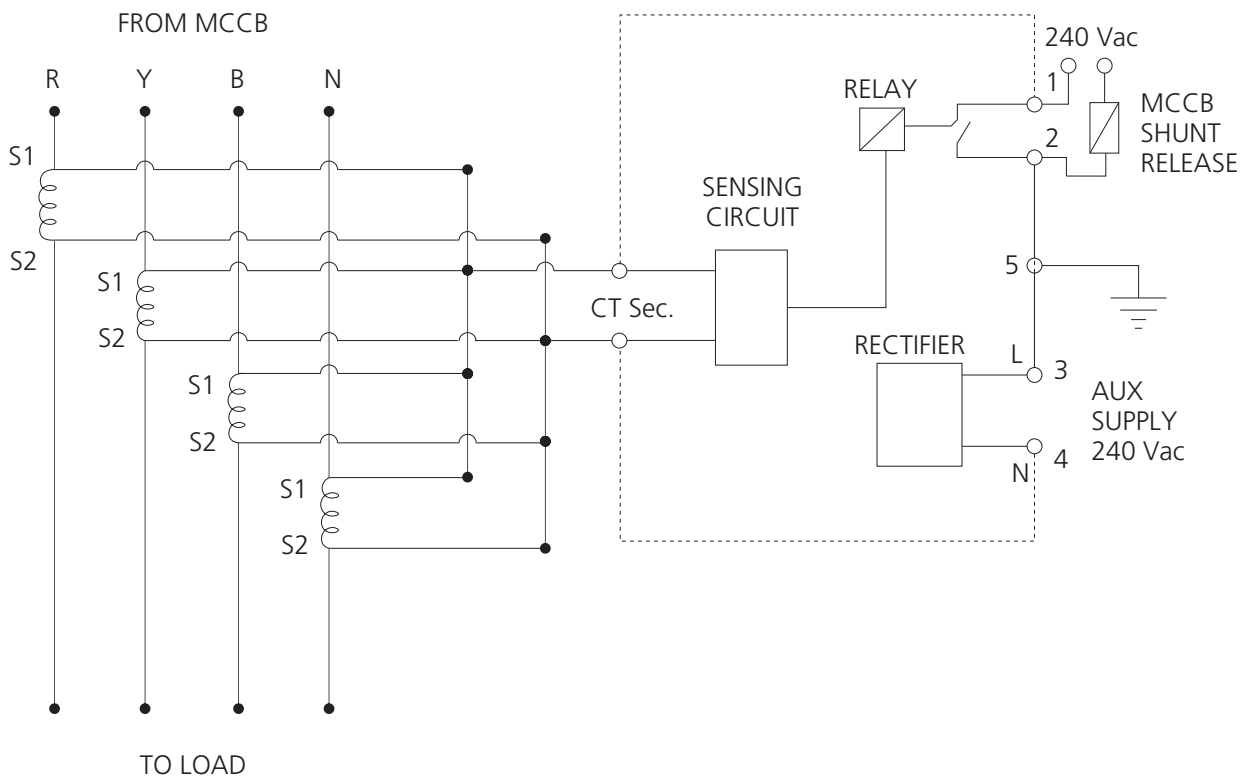 FROM MCCB
R Y B N
S1
S2
S1
S2
S1
S2
S1
S2
TO LOAD
CT Sec.
SENSING
CIRCUIT
RELAY
RECTIFIER
240 Vac
1
2
MCCB
SHUNT
RELEASE
5
L 3
N 4
AUX
SUPPLY
240 Vac